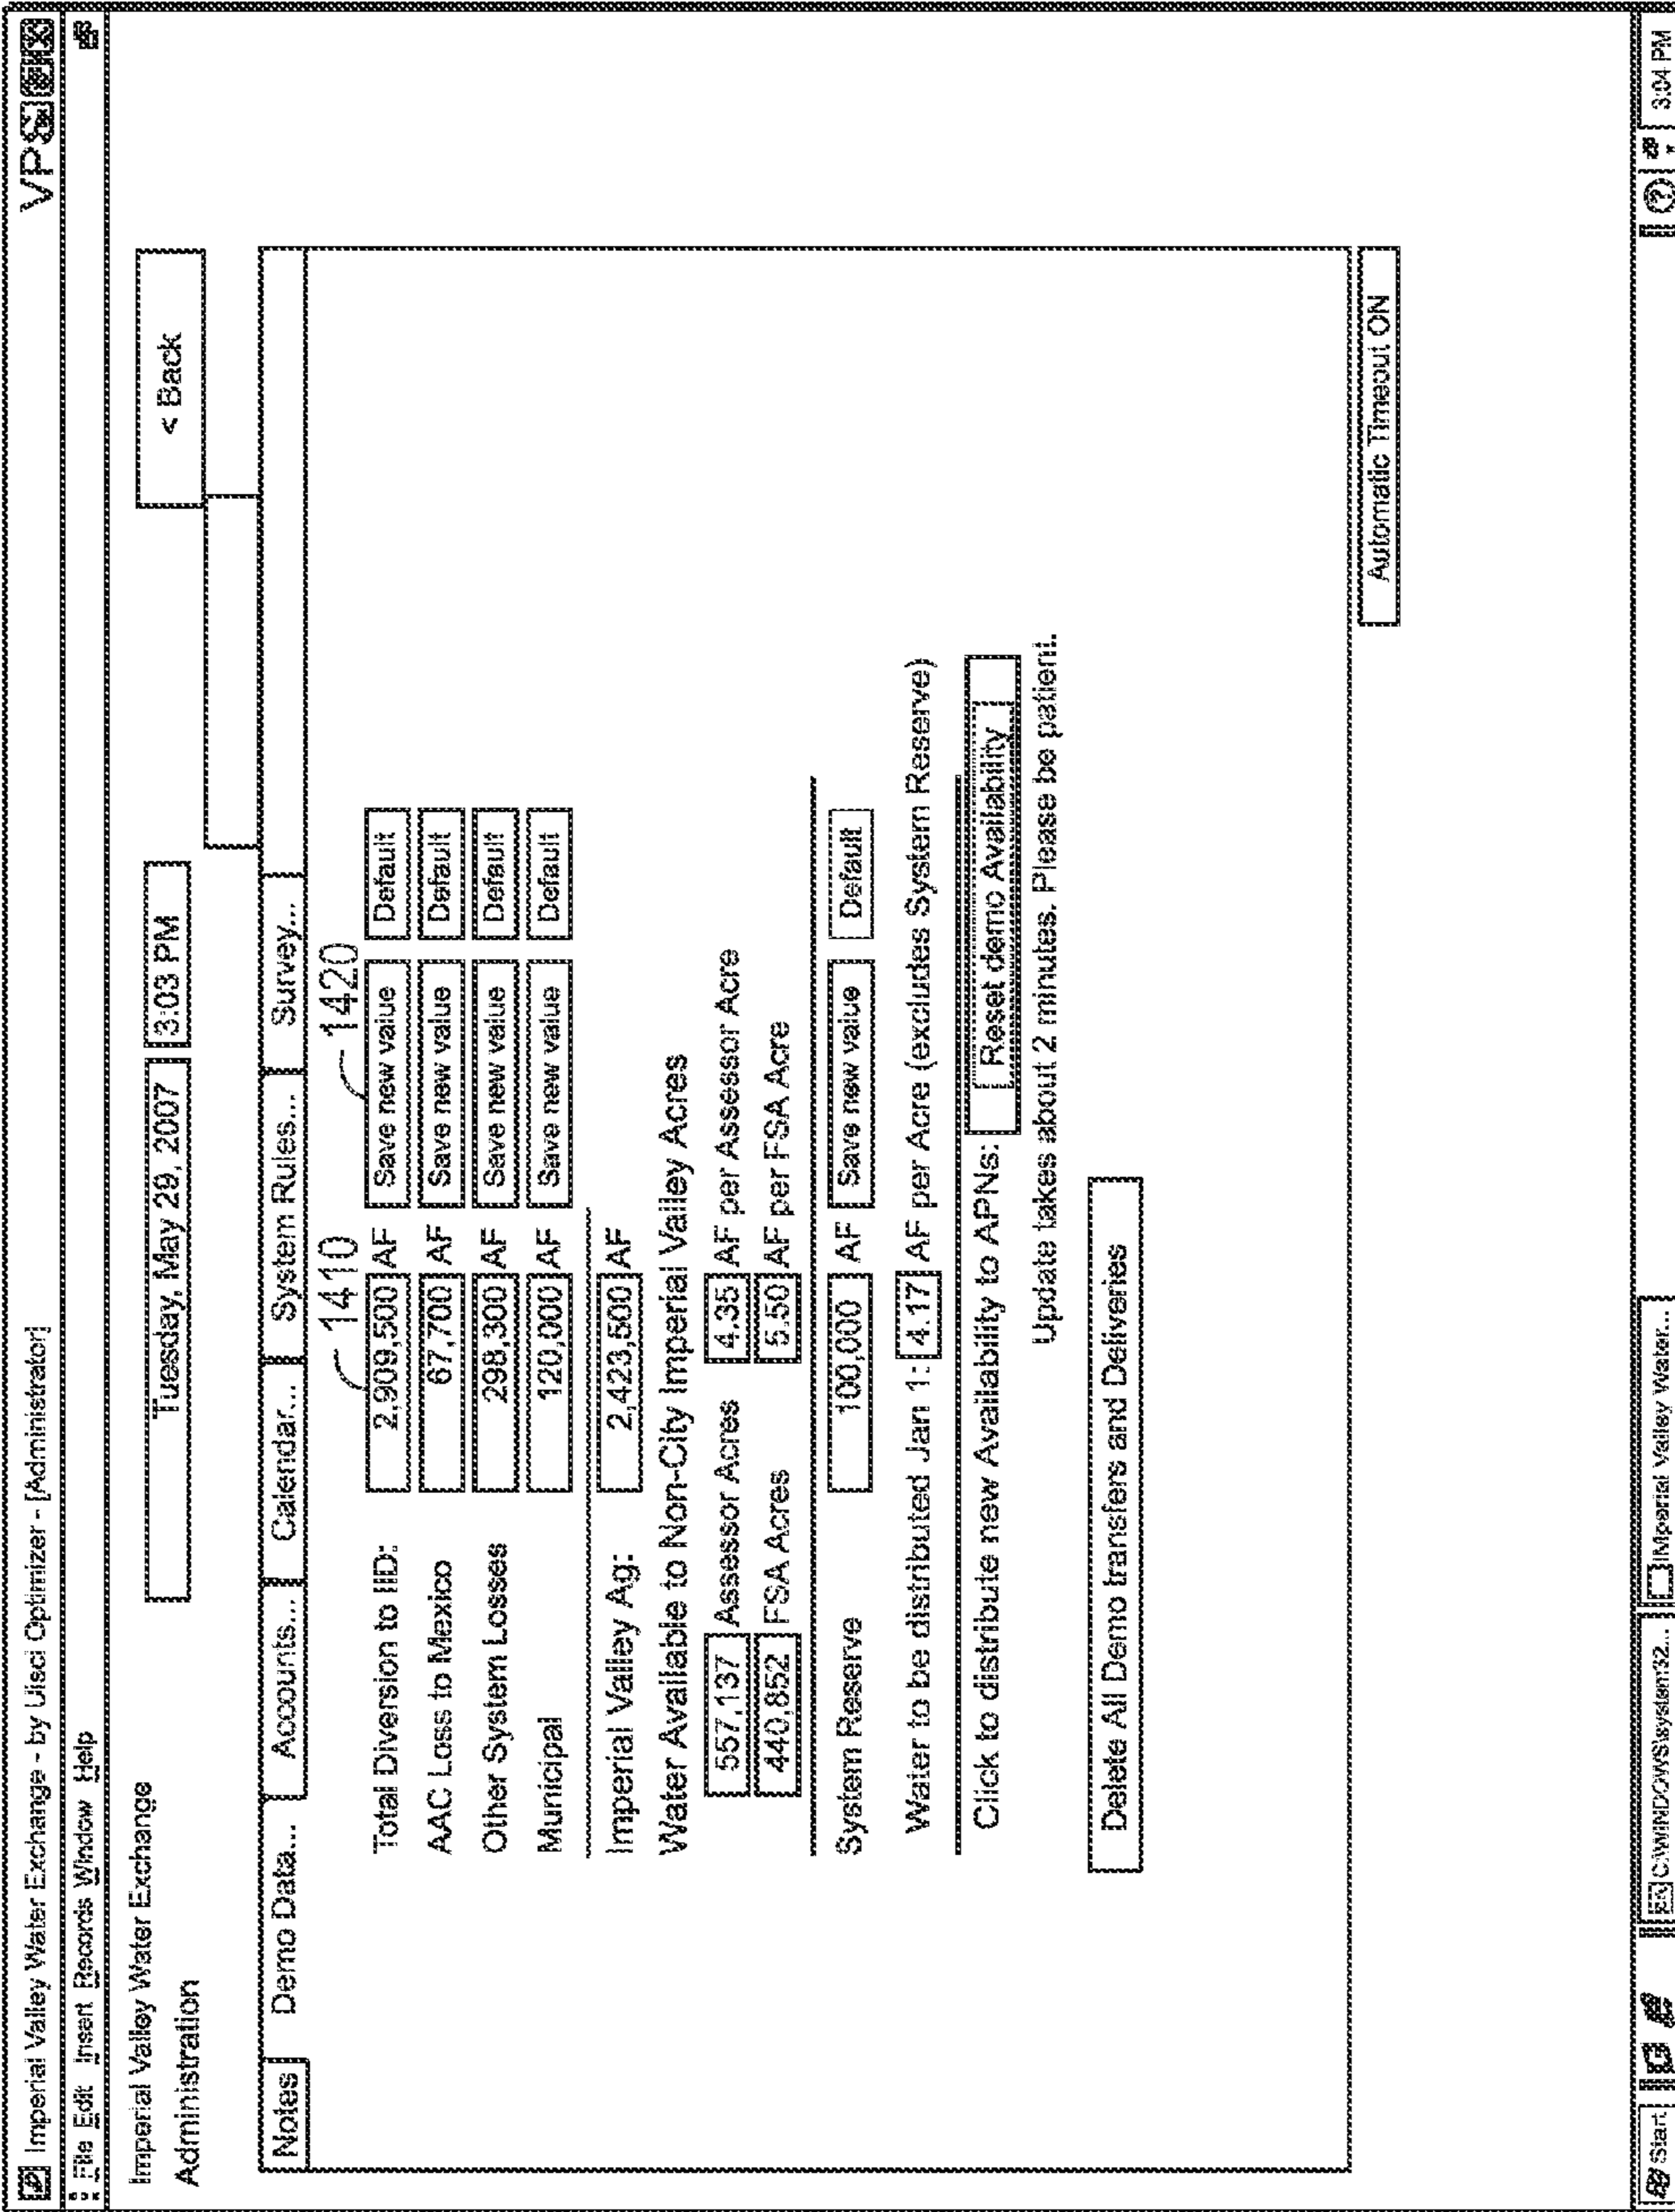 Imperial Valley Water Exchange - by Uisci Optimizer - [Administrator]
File Edit Insert Records Window Help
Imperial Valley Water Exchange
Tuesday, May 29, 2007 3:03 PM
< Back
Administration
Notes Demo Data... Accounts... Calendar... System Rules... Survey...
1410 1420
Total Diversion to IID: 2,909,500 AF Save new value Default
AAC Loss to Mexico 67,700 AF Save new value Default
Other System Losses 298,300 AF Save new value Default
Municipal 120,000 AF Save new value Default
Imperial Valley Ag: 2,423,500 AF
Water Available to Non-City Imperial Valley Acres
557,137 Assessor Acres 4.35 AF per Assessor Acre
440,852 FSA Acres 5.50 AF per FSA Acre
System Reserve 100,000 AF Save new value Default
Water to be distributed Jan 1: 4.17 AF per Acre (excludes System Reserve)
Click to distribute new Availability to APNs: Reset demo Availability
Update takes about 2 minutes. Please be patient.
Delete All Demo transfers and Deliveries
Automatic Timeout ON
Start C:\WINDOWS\system32... IMperial Valley Water... 3:04 PM